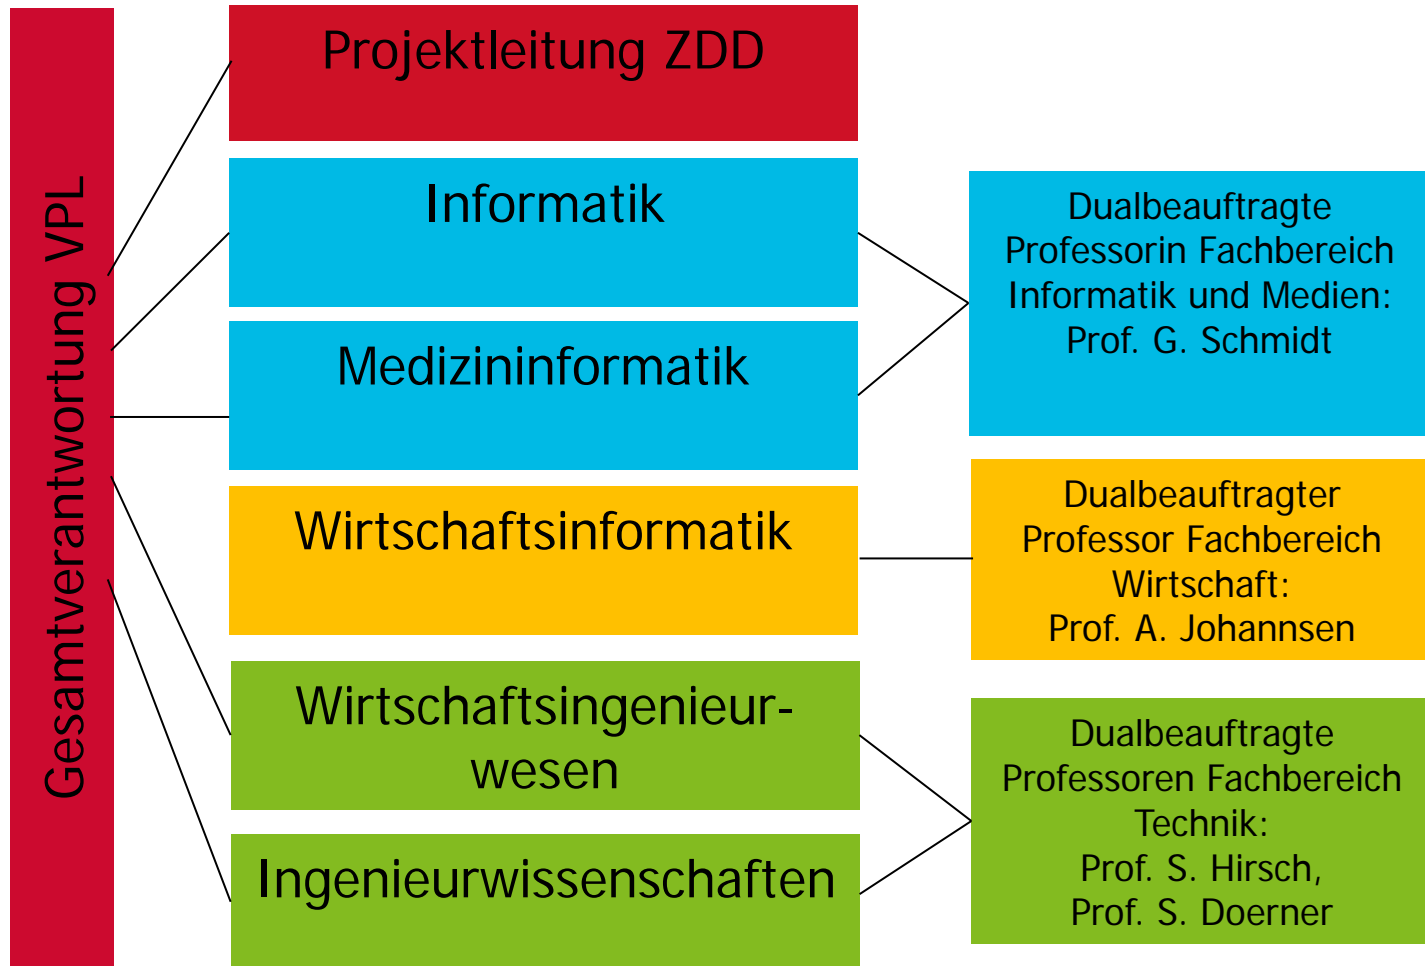 Gesamtverantwortung VPL
Projektleitung ZDD
Informatik
Medizininformatik
Wirtschaftsinformatik
Wirtschaftsingenieur-
wesen
Ingenieurwissenschaften
Dualbeauftragte
Professorin Fachbereich
Informatik und Medien:
Prof. G. Schmidt
Dualbeauftragter
Professor Fachbereich
Wirtschaft:
Prof. A. Johannsen
Dualbeauftragte
Professoren Fachbereich
Technik:
Prof. S. Hirsch,
Prof. S. Doerner